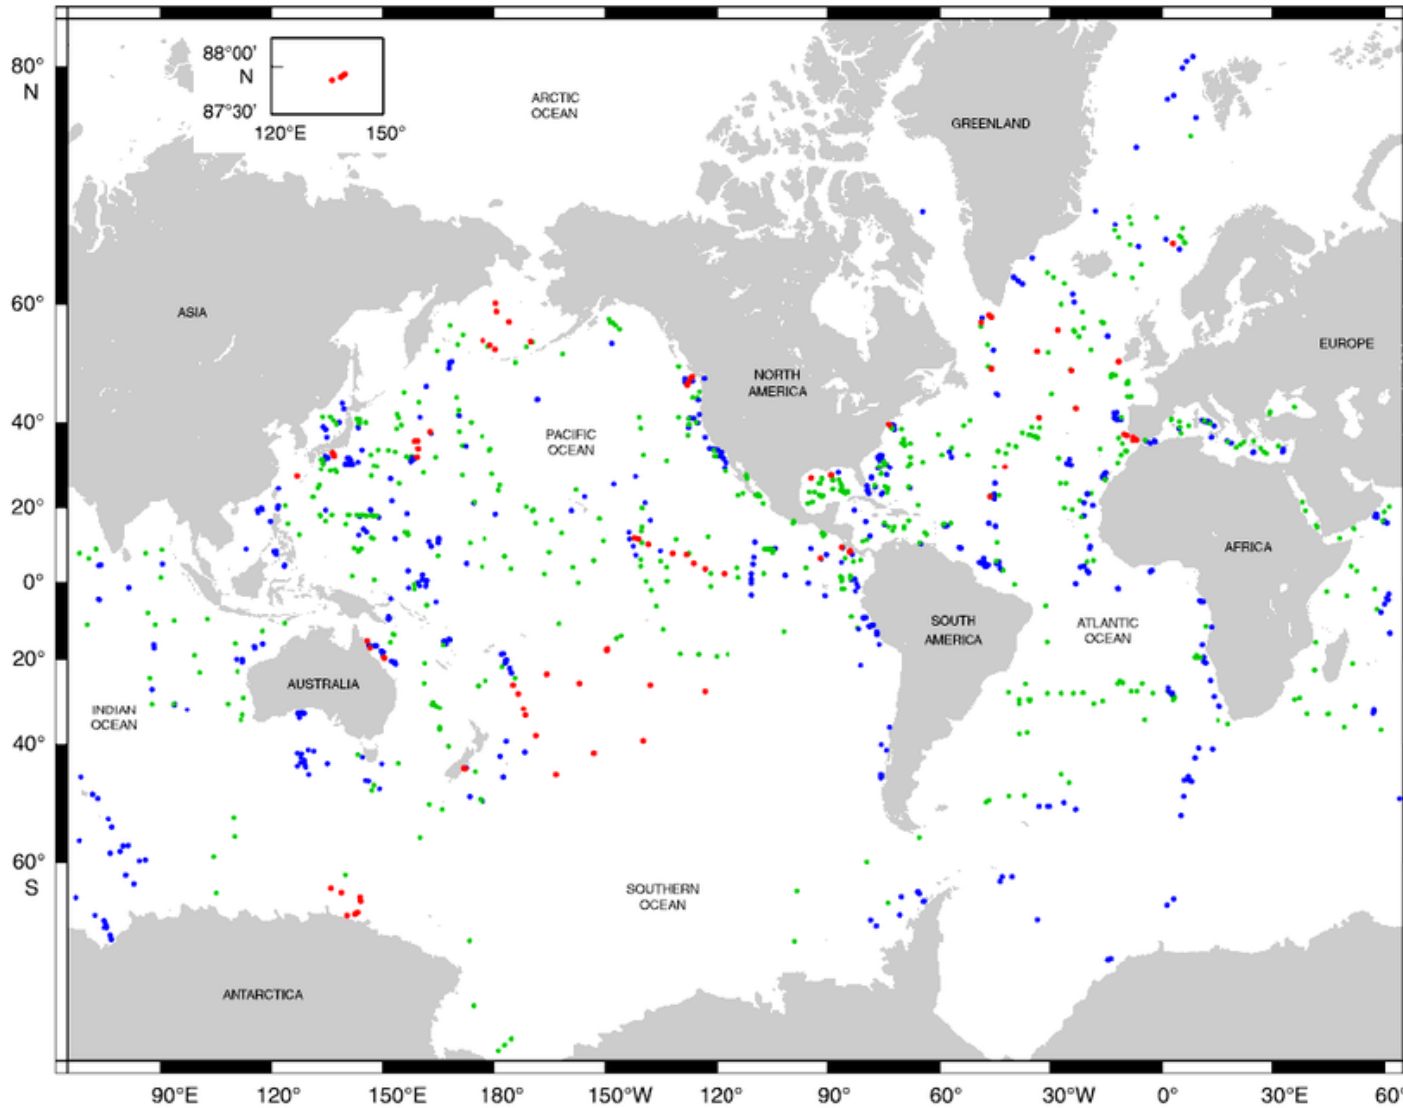 88°00'
N
87°30'
120°E 150°
80°
N
60°
40°
20°
0°
20°
40°
60°
S
ARCTIC
OCEAN
GREENLAND
ASIA
EUROPE
NORTH
AMERICA
PACIFIC
OCEAN
AFRICA
SOUTH
AMERICA
ATLANTIC
OCEAN
AUSTRALIA
INDIAN
OCEAN
SOUTHERN
OCEAN
ANTARCTICA
90°E 120° 150°E 180° 150°W 120° 90° 60° 30°W 0° 30°E 60°